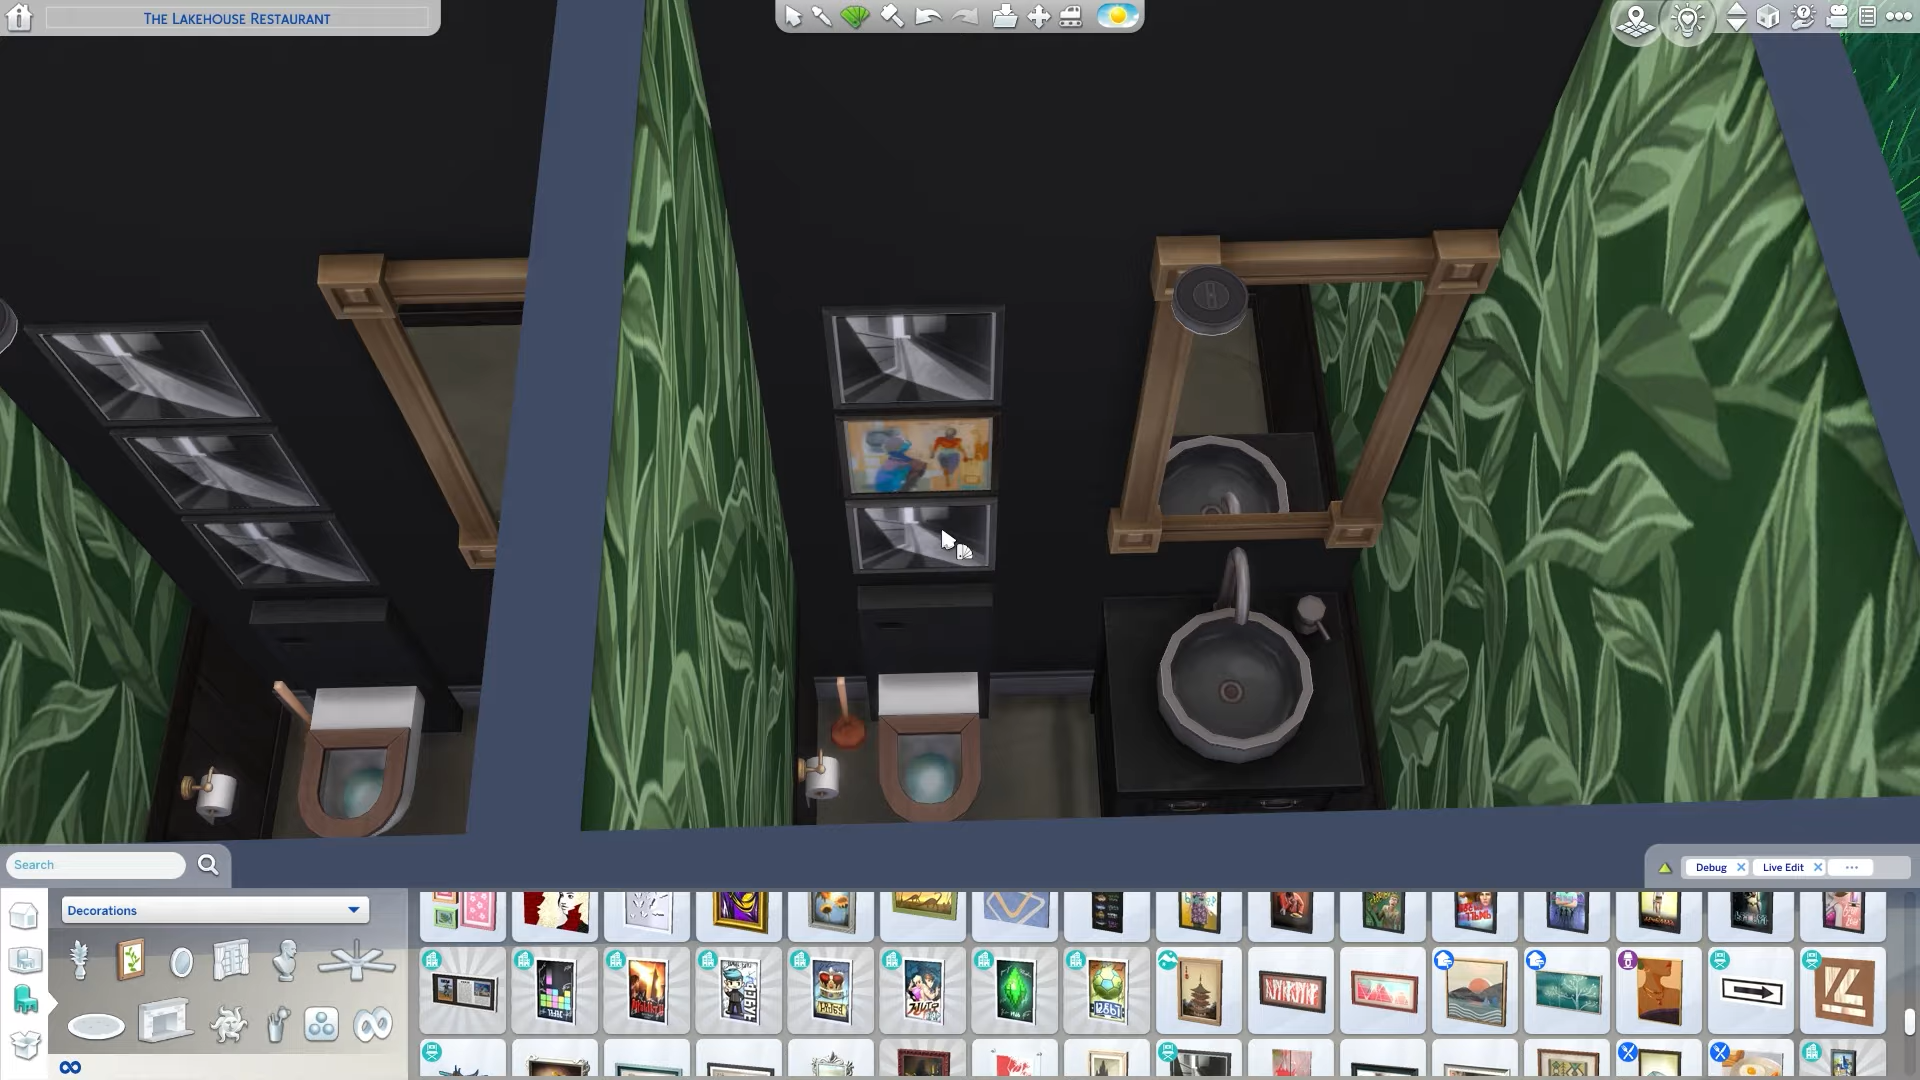 THE LAKEHOUSE RESTAURANT
Search
Debug
Live Edit
Decorations